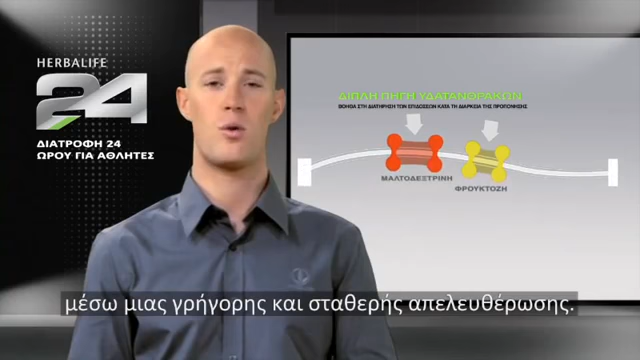 HERBALIFE
24
ΔΙΑΤΡΟΦΗ 24
ΩΡΟΥ ΓΙΑ ΑΘΛΗΤΕΣ
ΔΙΠΛΗ ΠΗΓΗ ΥΔΑΤΑΝΘΡΑΚΩΝ
ΒΟΗΘΑ ΣΤΗ ΔΙΑΤΗΡΗΣΗ ΤΩΝ ΕΠΙΔΟΣΕΩΝ ΚΑΤΑ ΤΗ ΔΙΑΡΚΕΙΑ ΤΗΣ ΠΡΟΠΟΝΗΣΗΣ
ΜΑΛΤΟΔΕΞΤΡΙΝΗ
ΦΡΟΥΚΤΟΖΗ
μέσω μιας γρήγορης και σταθερής απελευθέρωσης.